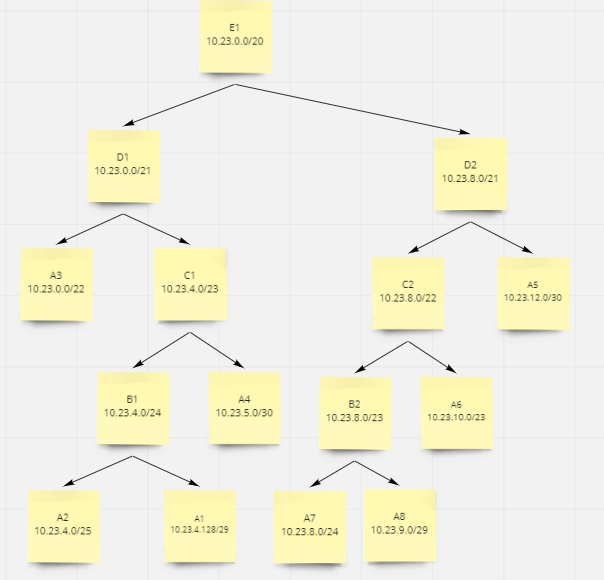 E1
10.23.0.0/20
D1
10.23.0.0/21
D2
10.23.8.0/21
A3
10.23.0.0/22
C1
10.23.4.0/23
C2
10.23.8.0/22
A5
10.23.12.0/30
B1
10.23.4.0/24
A4
10.23.5.0/30
B2
10.23.8.0/23
A6
10.23.10.0/23
A2
10.23.4.0/25
A1
10.23.4.128/29
A7
10.23.8.0/24
A8
10.23.9.0/29